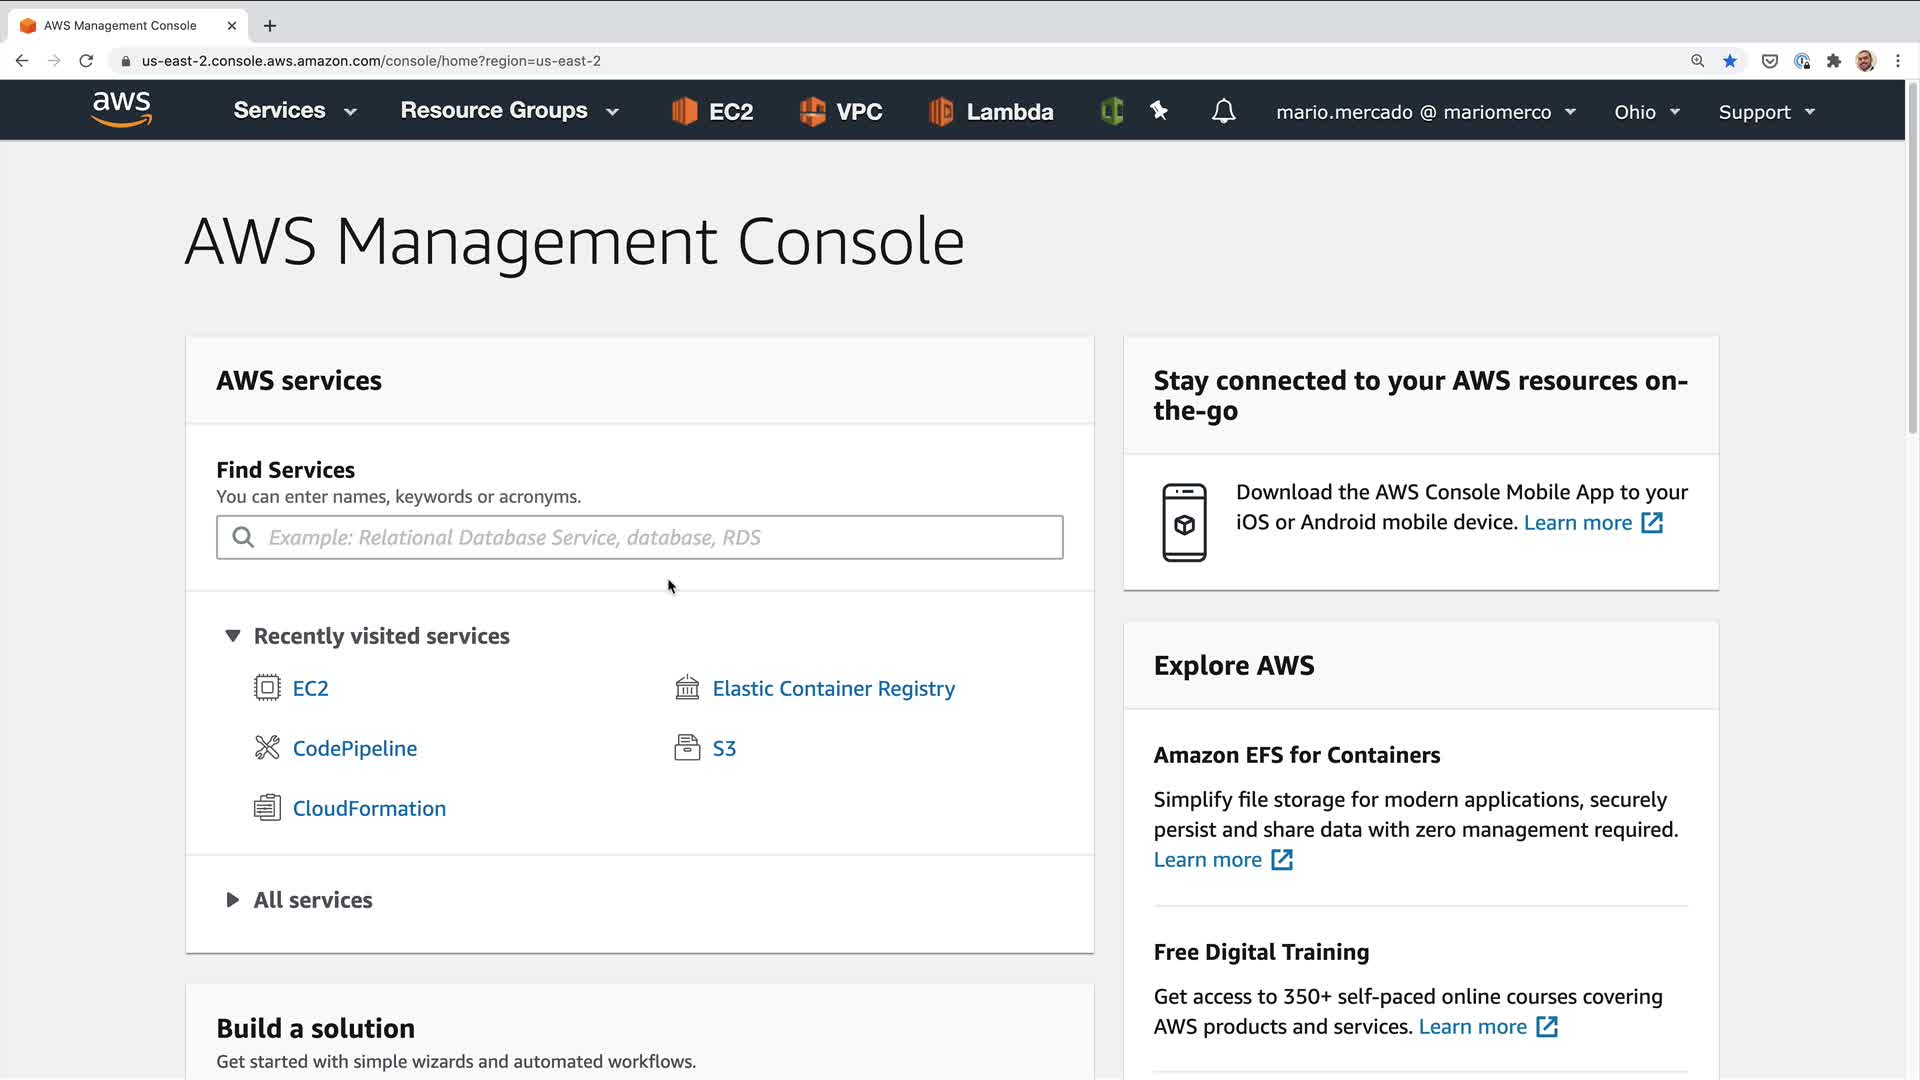 AWS Management Console
us-east-2.console.aws.amazon.com/console/home?region=us-east-2
aws
Services
Resource Groups
EC2
VPC
Lambda
mario.mercado @ mariomerco
Ohio
Support
AWS Management Console
AWS services
Find Services
You can enter names, keywords or acronyms.
Example: Relational Database Service, database, RDS
Recently visited services
EC2
Elastic Container Registry
CodePipeline
S3
CloudFormation
All services
Build a solution
Get started with simple wizards and automated workflows.
Stay connected to your AWS resources on-
the-go
Download the AWS Console Mobile App to your
iOS or Android mobile device. Learn more
Explore AWS
Amazon EFS for Containers
Simplify file storage for modern applications, securely
persist and share data with zero management required.
Learn more
Free Digital Training
Get access to 350+ self-paced online courses covering
AWS products and services. Learn more